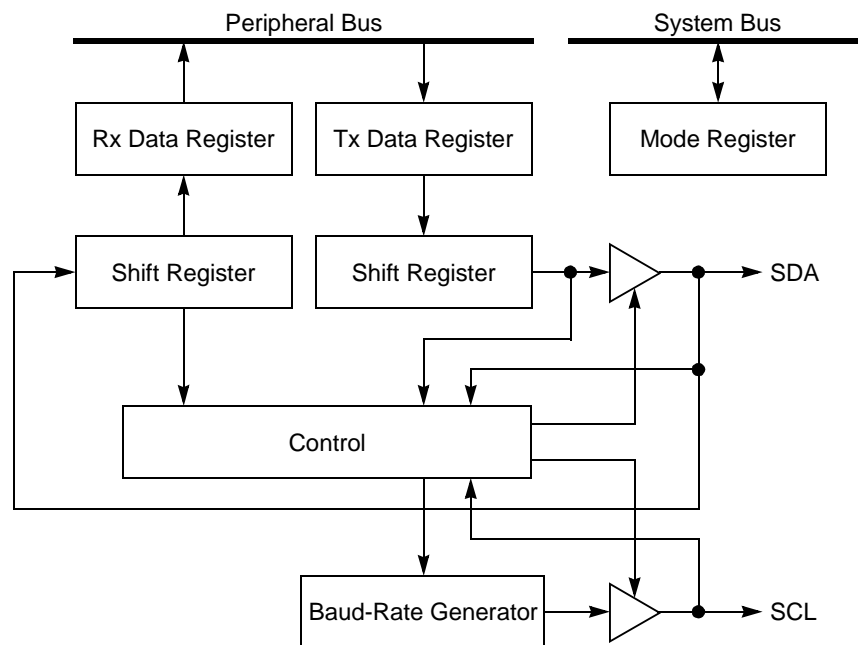 Peripheral Bus
System Bus
Rx Data Register
Tx Data Register
Mode Register
Shift Register
Shift Register
SDA
Control
Baud-Rate Generator
SCL